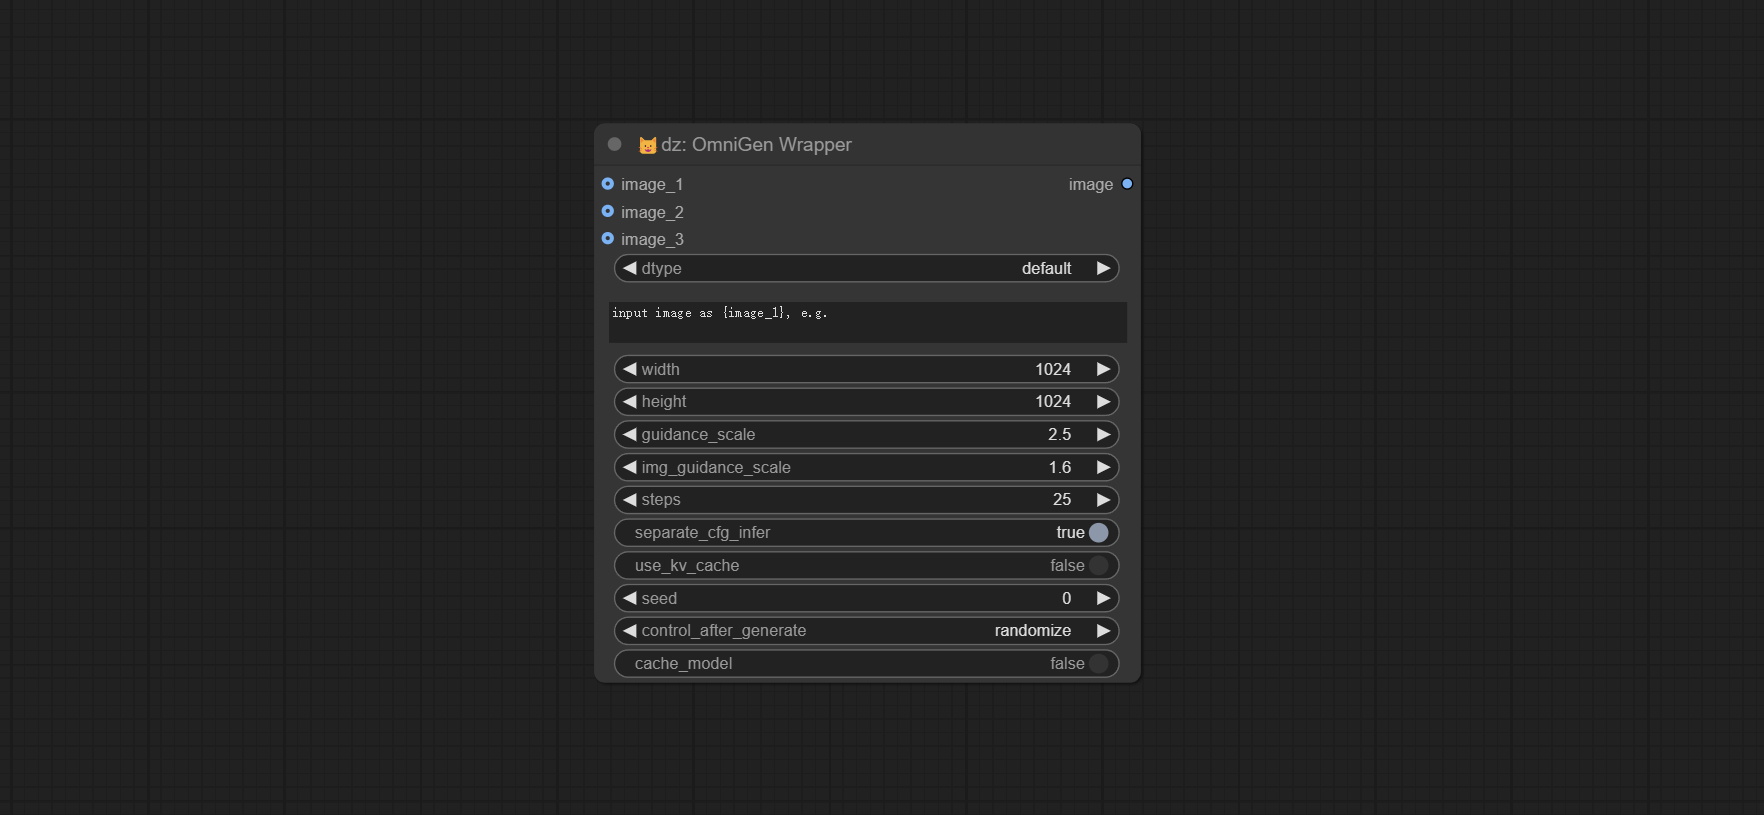 dz: OmniGen Wrapper
image_1 image
image_2
image_3
dtype default
input image as {image_1}, e.g.
width 1024
height 1024
guidance_scale 2.5
img_guidance_scale 1.6
steps 25
separate_cfg_infer true
use_kv_cache false
seed 0
control_after_generate randomize
cache_model false